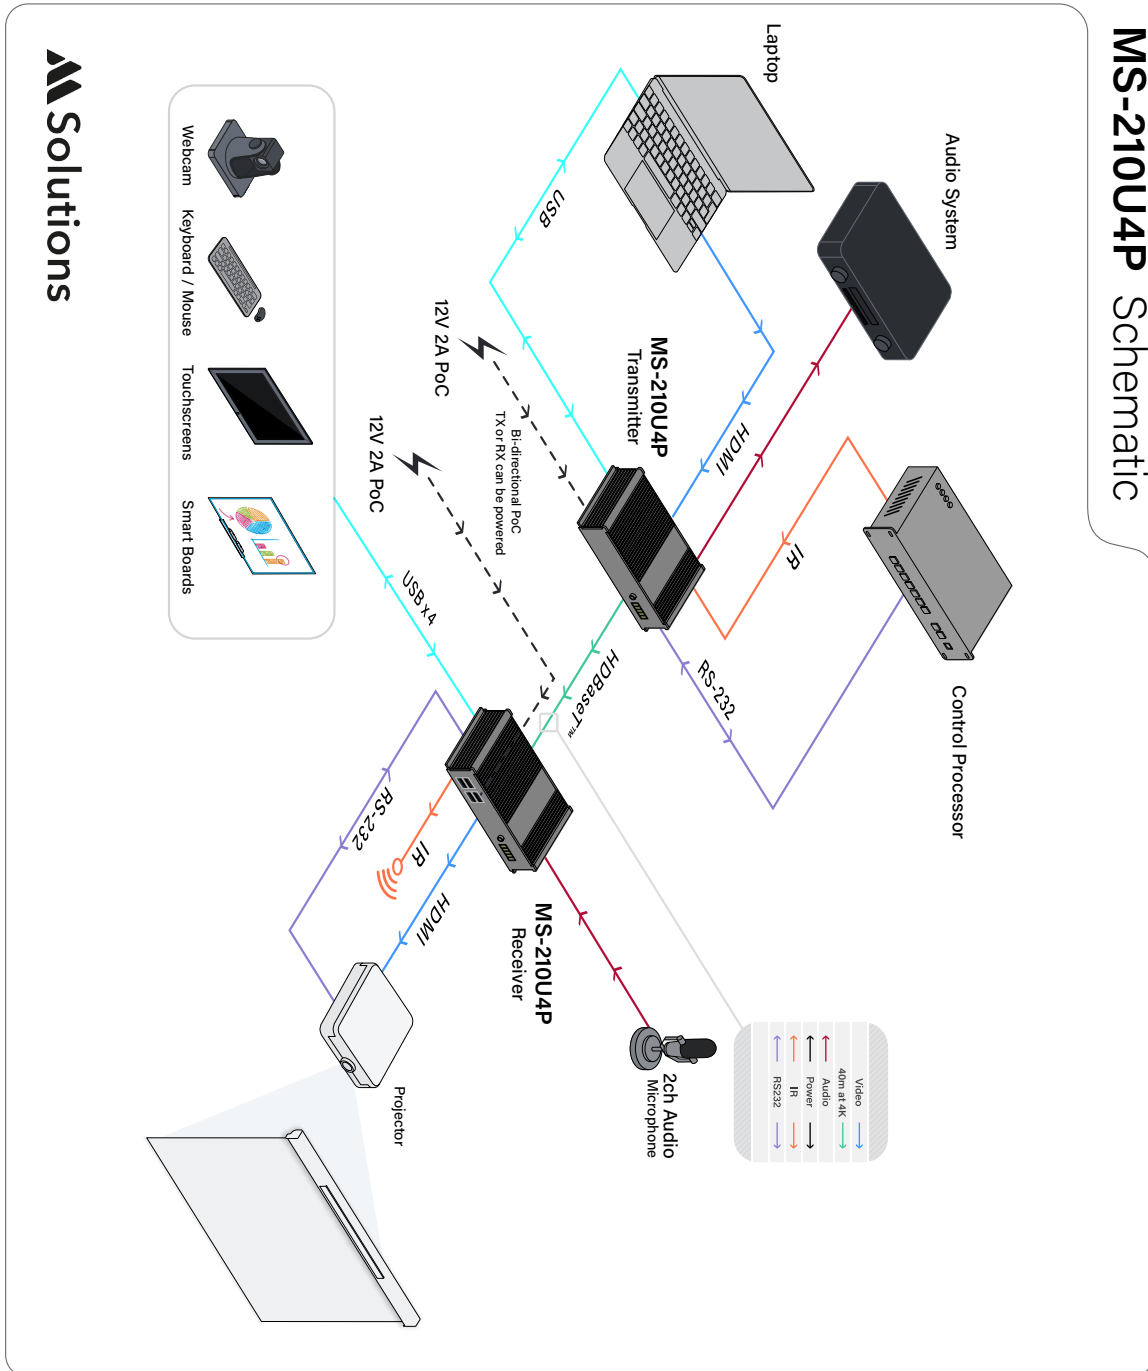 MS-210U4P Schematic
Laptop
Audio System
Control Processor
USB
HDMI
IR
RS-232
MS-210U4P
Transmitter
12V 2A PoC
Bi-directional PoC
TX or RX can be powered
12V 2A PoC
HDBaseT™
USB x4
RS-232
IR
HDMI
MS-210U4P
Receiver
2ch Audio
Microphone
Projector
Video
40m at 4K
Audio
Power
IR
RS232
Webcam
Keyboard / Mouse
Touchscreens
Smart Boards
Solutions